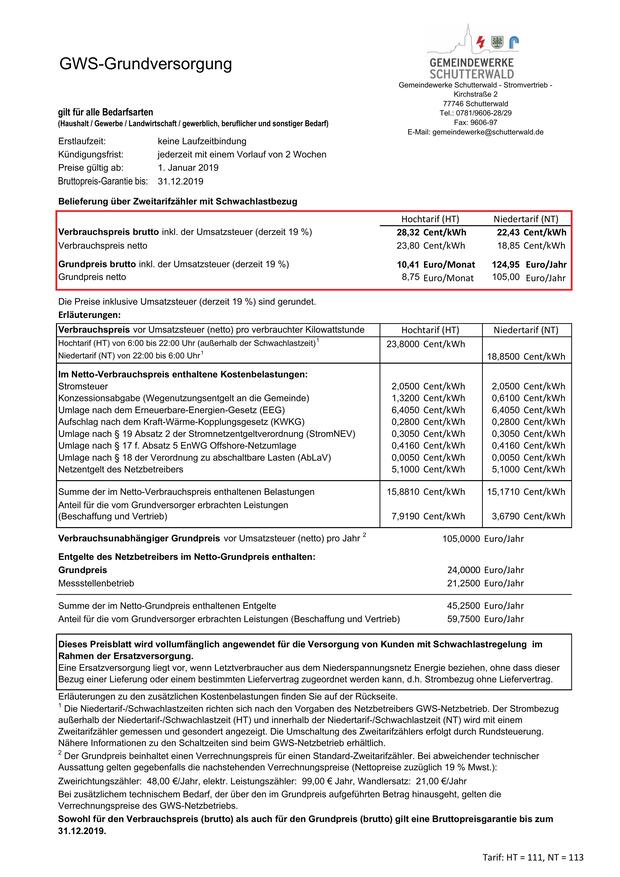 GWS-Grundversorgung
GEMEINDEWERKE
SCHUTTERWALD
Gemeindewerke Schutterwald - Stromvertrieb -
Kirchstraße 2
77746 Schutterwald
Tel.: 0781/9606-28/29
Fax: 9606-97
E-Mail: gemeindewerke@schutterwald.de
gilt für alle Bedarfsarten
(Haushalt / Gewerbe / Landwirtschaft / gewerblich, beruflicher und sonstiger Bedarf)
Erstlaufzeit: keine Laufzeitbindung
Kündigungsfrist: jederzeit mit einem Vorlauf von 2 Wochen
Preise gültig ab: 1. Januar 2019
Bruttopreis-Garantie bis: 31.12.2019
Belieferung über Zweitarifzähler mit Schwachlastbezug
Hochtarif (HT) Niedertarif (NT)
Verbrauchspreis brutto inkl. der Umsatzsteuer (derzeit 19 %) 28,32 Cent/kWh 22,43 Cent/kWh
Verbrauchspreis netto 23,80 Cent/kWh 18,85 Cent/kWh
Grundpreis brutto inkl. der Umsatzsteuer (derzeit 19 %) 10,41 Euro/Monat 124,95 Euro/Jahr
Grundpreis netto 8,75 Euro/Monat 105,00 Euro/Jahr
Die Preise inklusive Umsatzsteuer (derzeit 19 %) sind gerundet.
Erläuterungen:
Verbrauchspreis vor Umsatzsteuer (netto) pro verbrauchter Kilowattstunde Hochtarif (HT) Niedertarif (NT)
Hochtarif (HT) von 6:00 bis 22:00 Uhr (außerhalb der Schwachlastzeit)¹ 23,8000 Cent/kWh
Niedertarif (NT) von 22:00 bis 6:00 Uhr¹ 18,8500 Cent/kWh
Im Netto-Verbrauchspreis enthaltene Kostenbelastungen:
Stromsteuer 2,0500 Cent/kWh 2,0500 Cent/kWh
Konzessionsabgabe (Wegenutzungsentgelt an die Gemeinde) 1,3200 Cent/kWh 0,6100 Cent/kWh
Umlage nach dem Erneuerbare-Energien-Gesetz (EEG) 6,4050 Cent/kWh 6,4050 Cent/kWh
Aufschlag nach dem Kraft-Wärme-Kopplungsgesetz (KWKG) 0,2800 Cent/kWh 0,2800 Cent/kWh
Umlage nach § 19 Absatz 2 der Stromnetzentgeltverordnung (StromNEV) 0,3050 Cent/kWh 0,3050 Cent/kWh
Umlage nach § 17 f. Absatz 5 EnWG Offshore-Netzumlage 0,4160 Cent/kWh 0,4160 Cent/kWh
Umlage nach § 18 der Verordnung zu abschaltbare Lasten (AbLaV) 0,0050 Cent/kWh 0,0050 Cent/kWh
Netzentgelt des Netzbetreibers 5,1000 Cent/kWh 5,1000 Cent/kWh
Summe der im Netto-Verbrauchspreis enthaltenen Belastungen 15,8810 Cent/kWh 15,1710 Cent/kWh
Anteil für die vom Grundversorger erbrachten Leistungen
(Beschaffung und Vertrieb) 7,9190 Cent/kWh 3,6790 Cent/kWh
Verbrauchsunabhängiger Grundpreis vor Umsatzsteuer (netto) pro Jahr ² 105,0000 Euro/Jahr
Entgelte des Netzbetreibers im Netto-Grundpreis enthalten:
Grundpreis 24,0000 Euro/Jahr
Messstellenbetrieb 21,2500 Euro/Jahr
Summe der im Netto-Grundpreis enthaltenen Entgelte 45,2500 Euro/Jahr
Anteil für die vom Grundversorger erbrachten Leistungen (Beschaffung und Vertrieb) 59,7500 Euro/Jahr
Dieses Preisblatt wird vollumfänglich angewendet für die Versorgung von Kunden mit Schwachlastregelung im
Rahmen der Ersatzversorgung.
Eine Ersatzversorgung liegt vor, wenn Letztverbraucher aus dem Niederspannungsnetz Energie beziehen, ohne dass dieser
Bezug einer Lieferung oder einem bestimmten Liefervertrag zugeordnet werden kann, d.h. Strombezug ohne Liefervertrag.
Erläuterungen zu den zusätzlichen Kostenbelastungen finden Sie auf der Rückseite.
¹ Die Niedertarif-/Schwachlastzeiten richten sich nach den Vorgaben des Netzbetreibers GWS-Netzbetrieb. Der Strombezug
außerhalb der Niedertarif-/Schwachlastzeit (HT) und innerhalb der Niedertarif-/Schwachlastzeit (NT) wird mit einem
Zweitarifzähler gemessen und gesondert angezeigt. Die Umschaltung des Zweitarifzählers erfolgt durch Rundsteuerung.
Nähere Informationen zu den Schaltzeiten sind beim GWS-Netzbetrieb erhältlich.
² Der Grundpreis beinhaltet einen Verrechnungspreis für einen Standard-Zweitarifzähler. Bei abweichender technischer
Aussattung gelten gegebenfalls die nachstehenden Verrechnungspreise (Nettopreise zuzüglich 19 % Mwst.):
Zweirichtungszähler: 48,00 €/Jahr, elektr. Leistungszähler: 99,00 € Jahr, Wandlersatz: 21,00 €/Jahr
Bei zusätzlichem technischem Bedarf, der über den im Grundpreis aufgeführten Betrag hinausgeht, gelten die
Verrechnungspreise des GWS-Netzbetriebs.
Sowohl für den Verbrauchspreis (brutto) als auch für den Grundpreis (brutto) gilt eine Bruttopreisgarantie bis zum
31.12.2019.
Tarif: HT = 111, NT = 113